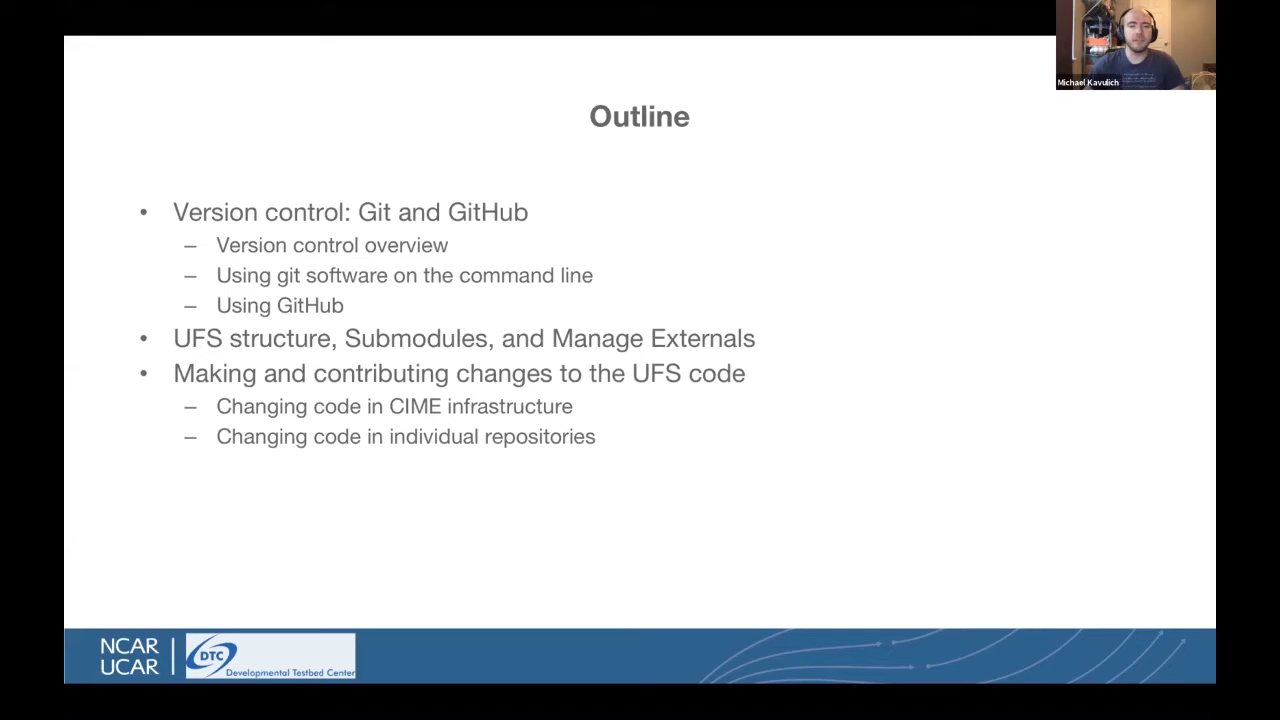 Michael Kavulich
Outline
• Version control: Git and GitHub
– Version control overview
– Using git software on the command line
– Using GitHub
• UFS structure, Submodules, and Manage Externals
• Making and contributing changes to the UFS code
– Changing code in CIME infrastructure
– Changing code in individual repositories
NCAR
UCAR
DTC
Developmental Testbed Center